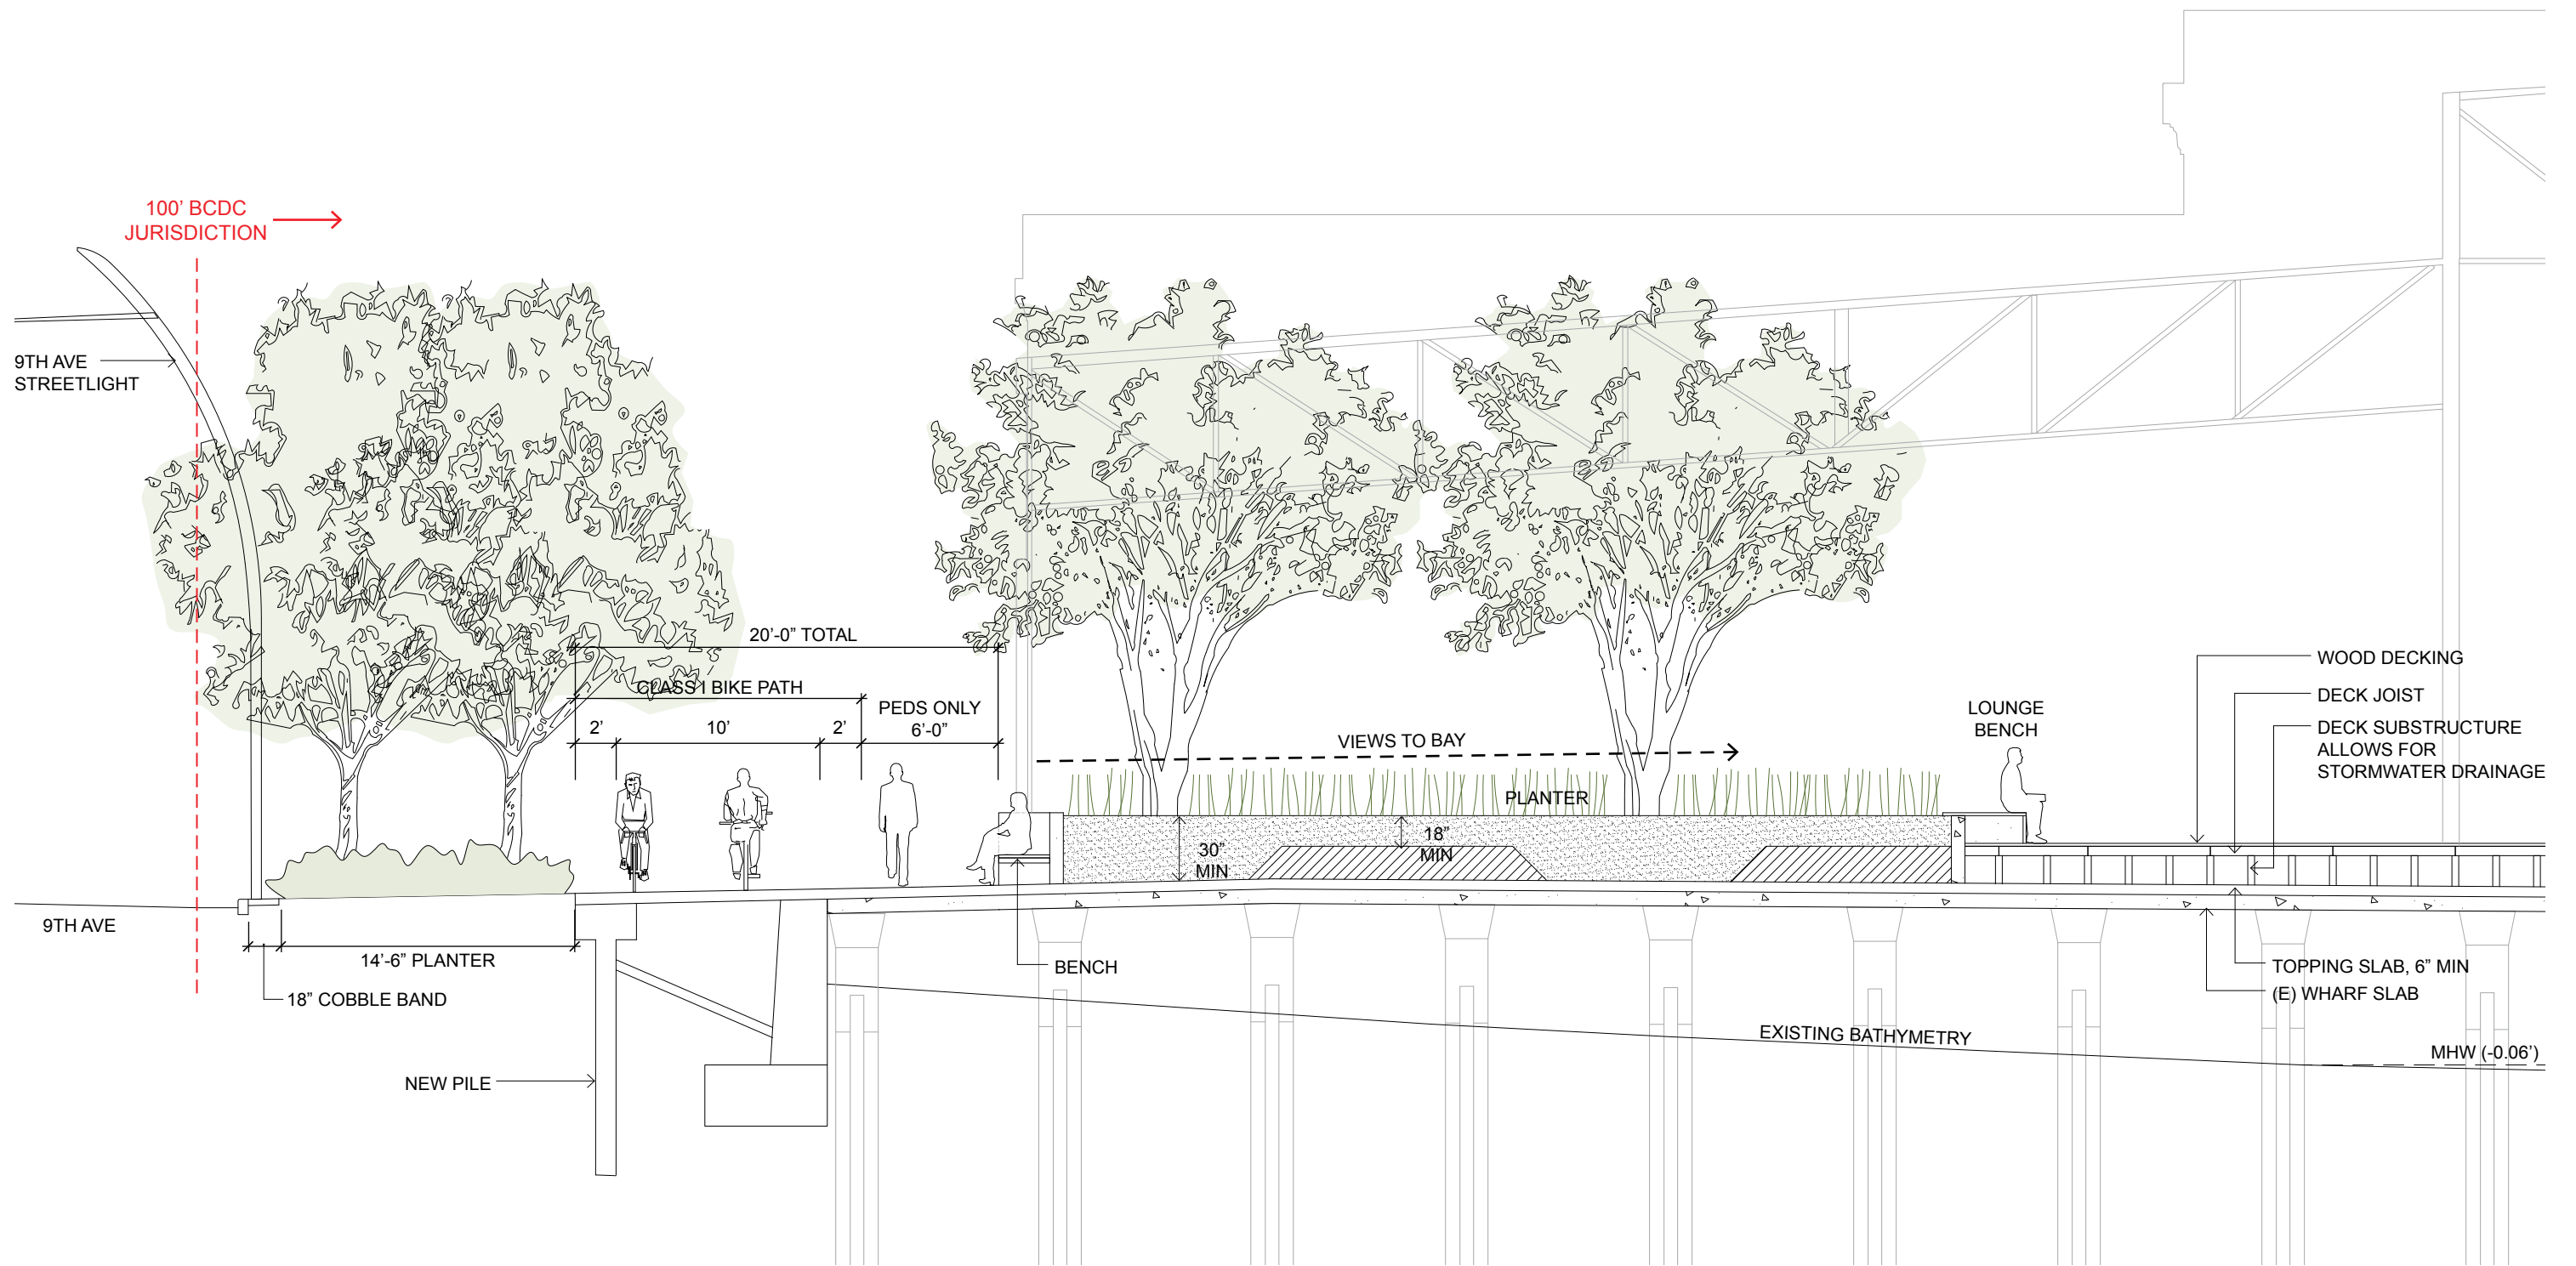 100’ BCDC
JURISDICTION
9TH AVE
STREETLIGHT
20’-0” TOTAL
CLASS I BIKE PATH
PEDS ONLY
6’-0”
2’
10’
2’
VIEWS TO BAY
LOUNGE
BENCH
WOOD DECKING
DECK JOIST
DECK SUBSTRUCTURE
ALLOWS FOR
STORMWATER DRAINAGE
PLANTER
18”
MIN
30”
MIN
9TH AVE
14’-6” PLANTER
18” COBBLE BAND
BENCH
TOPPING SLAB, 6” MIN
(E) WHARF SLAB
EXISTING BATHYMETRY
MHW (-0.06’)
NEW PILE